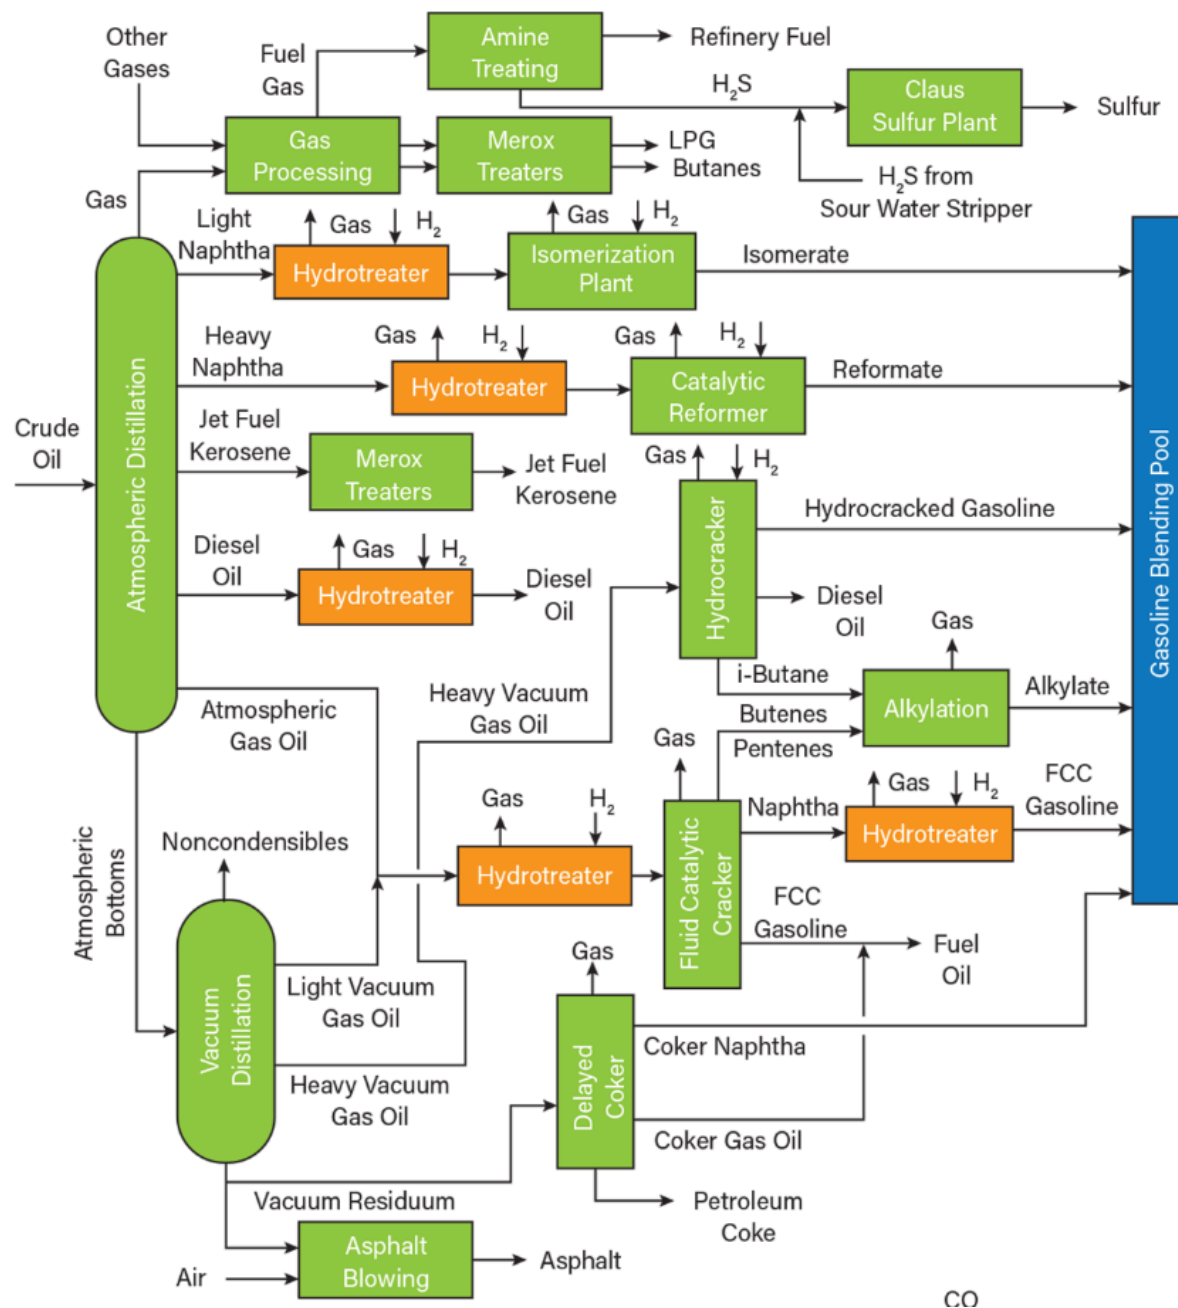 Other
Gases
Fuel
Gas
Amine
Treating
Refinery Fuel
H₂S
Claus
Sulfur Plant
Sulfur
Gas
Processing
Merox
Treaters
LPG
Butanes
H₂S from
Sour Water Stripper
Gas
Light
Naphtha
Gas
H₂
Hydrotreater
Gas
H₂
Isomerization
Plant
Isomerate
Heavy
Naphtha
Gas
H₂
Hydrotreater
Gas
H₂
Catalytic
Reformer
Reformate
Crude
Oil
Atmospheric Distillation
Jet Fuel
Kerosene
Merox
Treaters
Jet Fuel
Kerosene
Gas
H₂
Hydrocracker
Hydrocracked Gasoline
Diesel
Oil
Gasoline Blending Pool
Diesel
Oil
Gas
H₂
Hydrotreater
Diesel
Oil
i-Butane
Gas
Alkylation
Alkylate
Butenes
Pentenes
Atmospheric
Gas Oil
Heavy Vacuum
Gas Oil
Gas
H₂
Hydrotreater
Gas
Fluid Catalytic
Cracker
Naphtha
Gas
H₂
Hydrotreater
FCC
Gasoline
FCC
Gasoline
Fuel
Oil
Atmospheric
Bottoms
Noncondensibles
Vacuum
Distillation
Light Vacuum
Gas Oil
Heavy Vacuum
Gas Oil
Gas
Delayed
Coker
Coker Naphtha
Coker Gas Oil
Petroleum
Coke
Vacuum Residuum
Air
Asphalt
Blowing
Asphalt
CO